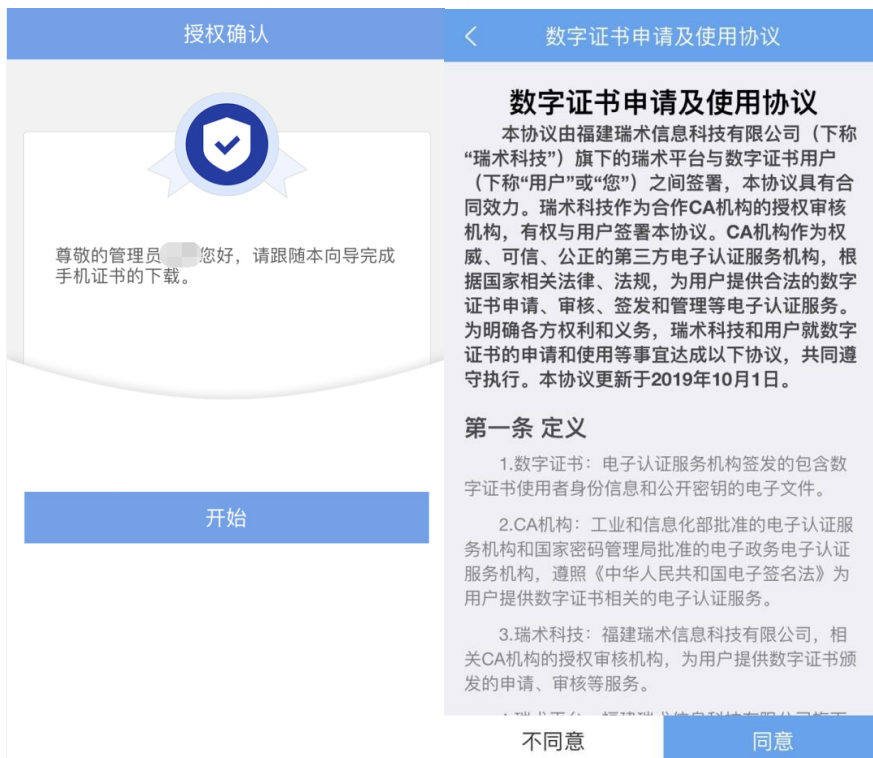 授权确认
尊敬的管理员 您好，请跟随本向导完成
手机证书的下载。
开始
数字证书申请及使用协议
数字证书申请及使用协议
本协议由福建瑞术信息科技有限公司（下称
“瑞术科技”）旗下的瑞术平台与数字证书用户
（下称“用户”或“您”）之间签署，本协议具有合
同效力。瑞术科技作为合作CA机构的授权审核
机构，有权与用户签署本协议。CA机构作为权
威、可信、公正的第三方电子认证服务机构，根
据国家相关法律、法规，为用户提供合法的数字
证书申请、审核、签发和管理等电子认证服务。
为明确各方权利和义务，瑞术科技和用户就数字
证书的申请和使用等事宜达成以下协议，共同遵
守执行。本协议更新于2019年10月1日。
第一条 定义
1.数字证书：电子认证服务机构签发的包含数
字证书使用者身份信息和公开密钥的电子文件。
2.CA机构：工业和信息化部批准的电子认证服
务机构和国家密码管理局批准的电子政务电子认证
服务机构，遵照《中华人民共和国电子签名法》为
用户提供数字证书相关的电子认证服务。
3.瑞术科技：福建瑞术信息科技有限公司，相
关CA机构的授权审核机构，为用户提供数字证书颁
发的申请、审核等服务。
不同意
同意